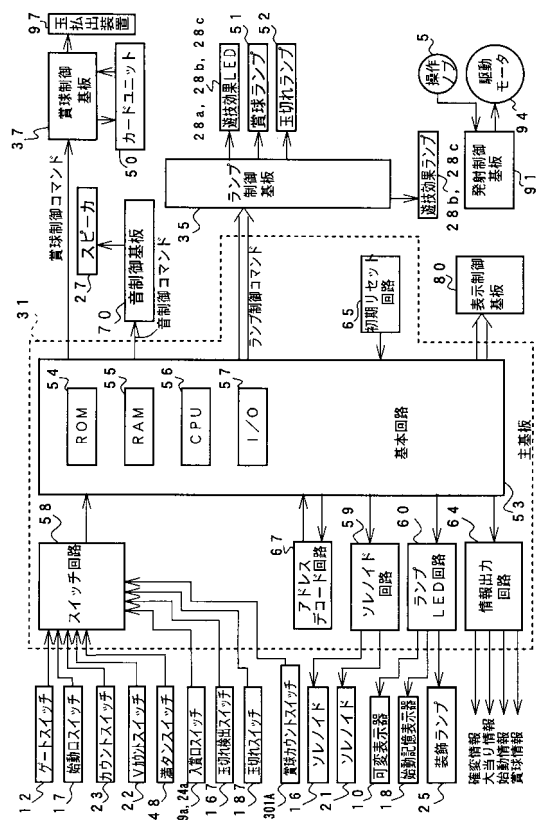 12
ゲートスイッチ
17
始動口スイッチ
23
カウントスイッチ
22
Vカウントスイッチ
48
満タンスイッチ
9a, 24a
入賞口スイッチ
167
玉切れ検出スイッチ
187
玉切れスイッチ
301A
賞球カウントスイッチ
16
ソレノイド
21
ソレノイド
10
可変表示器
18
始動記憶表示器
25
装飾ランプ
確変情報
大当り情報
始動情報
賞球情報
58
スイッチ回路
67
アドレス
デコード回路
59
ソレノイド
回路
60
ランプ
LED回路
64
情報出力
回路
31
54
ROM
55
RAM
56
CPU
57
I/O
基本回路
53
主基板
賞球制御コマンド
27
スピーカ
70
音制御基板
音制御コマンド
ランプ制御コマンド
65
初期リセット
回路
80
表示制御
基板
37
賞球制御
基板
97
玉払出装置
カードユニット
50
35
ランプ
制御
基板
28a, 28b, 28c
遊技効果LED
51
賞球ランプ
52
玉切れランプ
遊技効果ランプ
28b, 28c
5
操作
ノブ
発射制御
基板
91
駆動
モータ
94